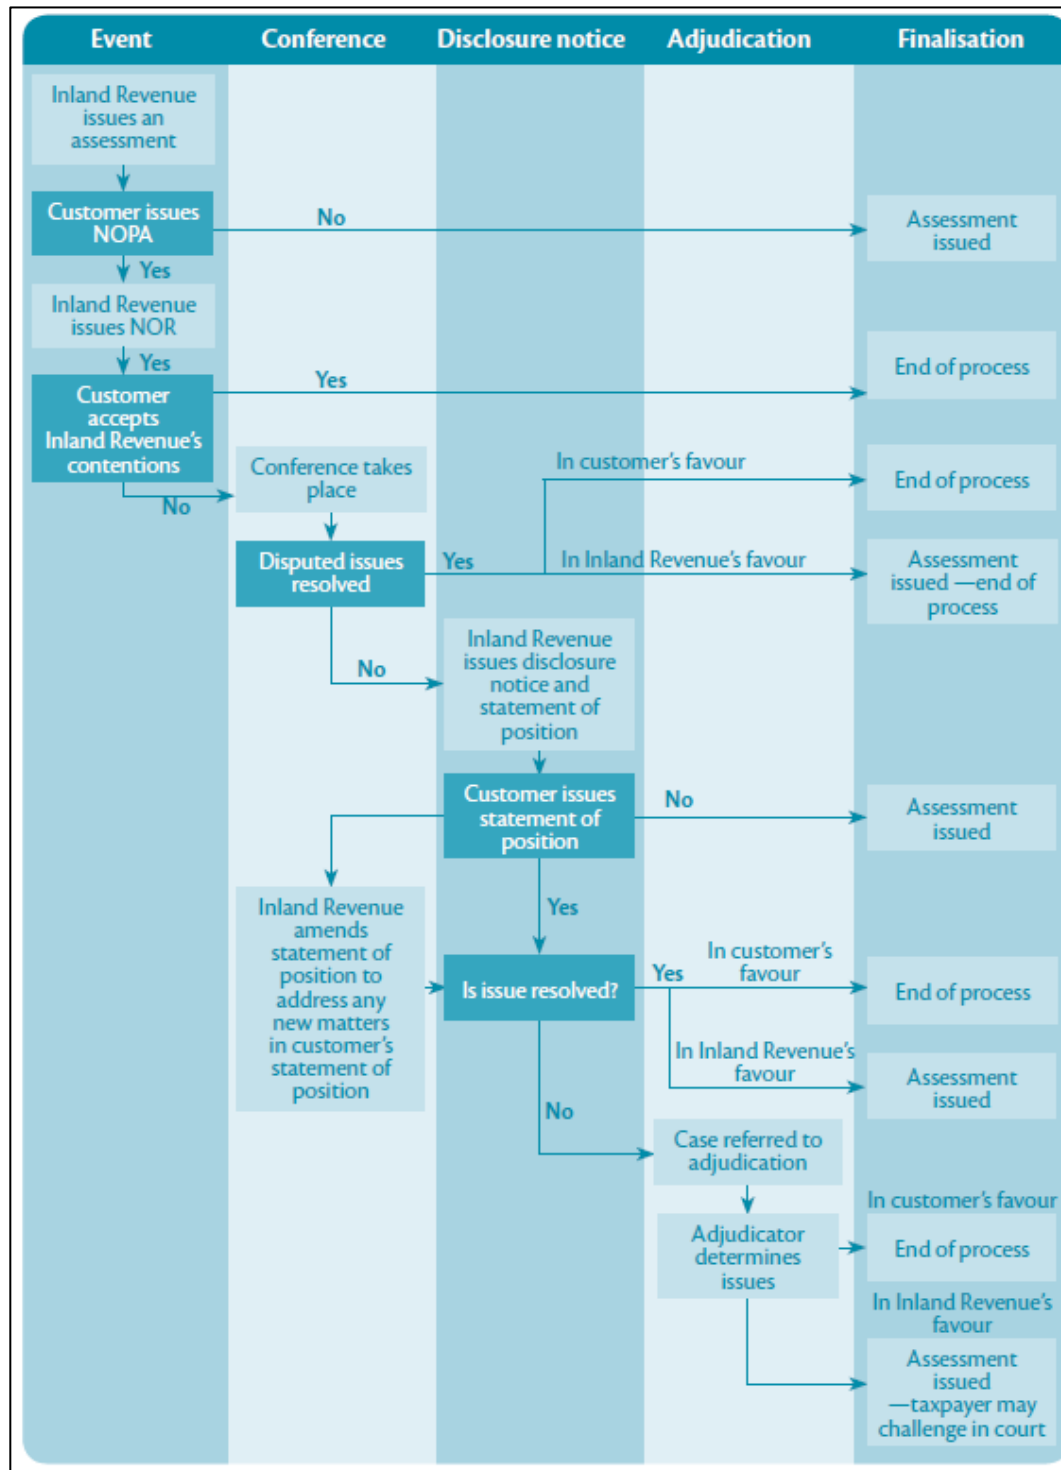 Event
Conference
Disclosure notice
Adjudication
Finalisation
Inland Revenue
issues an
assessment
Customer issues
NOPA
No
Assessment
issued
Yes
Inland Revenue
issues NOR
Yes
Customer
accepts
Inland Revenue's
contentions
Yes
End of process
No
Conference takes
place
In customer's favour
End of process
Disputed issues
resolved
Yes
In Inland Revenue's favour
Assessment
issued —end of
process
No
Inland Revenue
issues disclosure
notice and
statement of
position
Customer issues
statement of
position
No
Assessment
issued
Inland Revenue
amends
statement of
position to
address any
new matters
in customer's
statement of
position
Yes
Is issue resolved?
Yes
In customer's
favour
End of process
In Inland Revenue's
favour
Assessment
issued
No
Case referred to
adjudication
Adjudicator
determines
issues
In customer's favour
End of process
In Inland Revenue's
favour
Assessment
issued
—taxpayer may
challenge in court